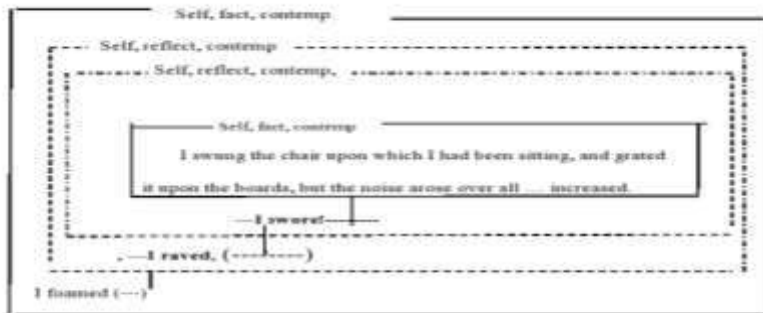 Self, fact, contemp
Self, reflect, contemp
Self, reflect, contemp,
Self, fact, contemp
I swung the chair upon which I had been sitting, and grated
it upon the boards, but the noise arose over all … increased.
—I swore!
, —I raved, (--------)
I foamed (---)